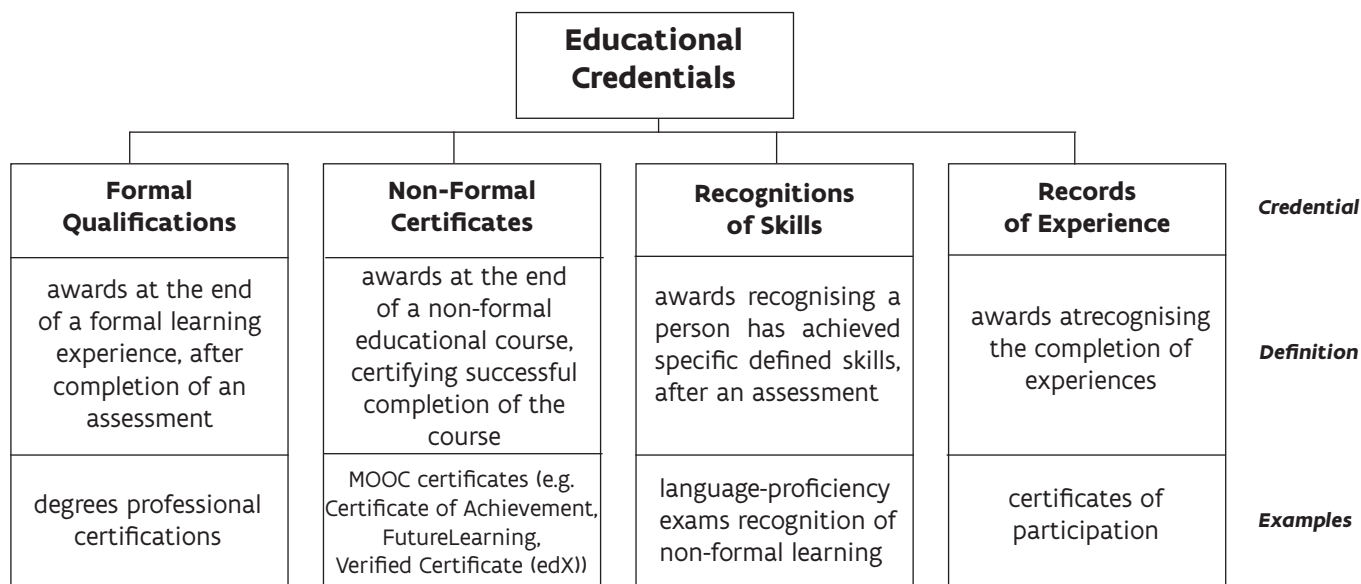 Educational
Credentials
Formal
Qualifications
Non-Formal
Certificates
Recognitions
of Skills
Records
of Experience
Credential
awards at the end
of a formal learning
experience, after
completion of an
assessment
awards at the end
of a non-formal
educational course,
certifying successful
completion of the
course
awards recognising a
person has achieved
specific defined skills,
after an assessment
awards atrecognising
the completion of
experiences
Definition
degrees professional
certifications
MOOC certificates (e.g.
Certificate of Achievement,
FutureLearning,
Verified Certificate (edX))
language-proficiency
exams recognition of
non-formal learning
certificates of
participation
Examples